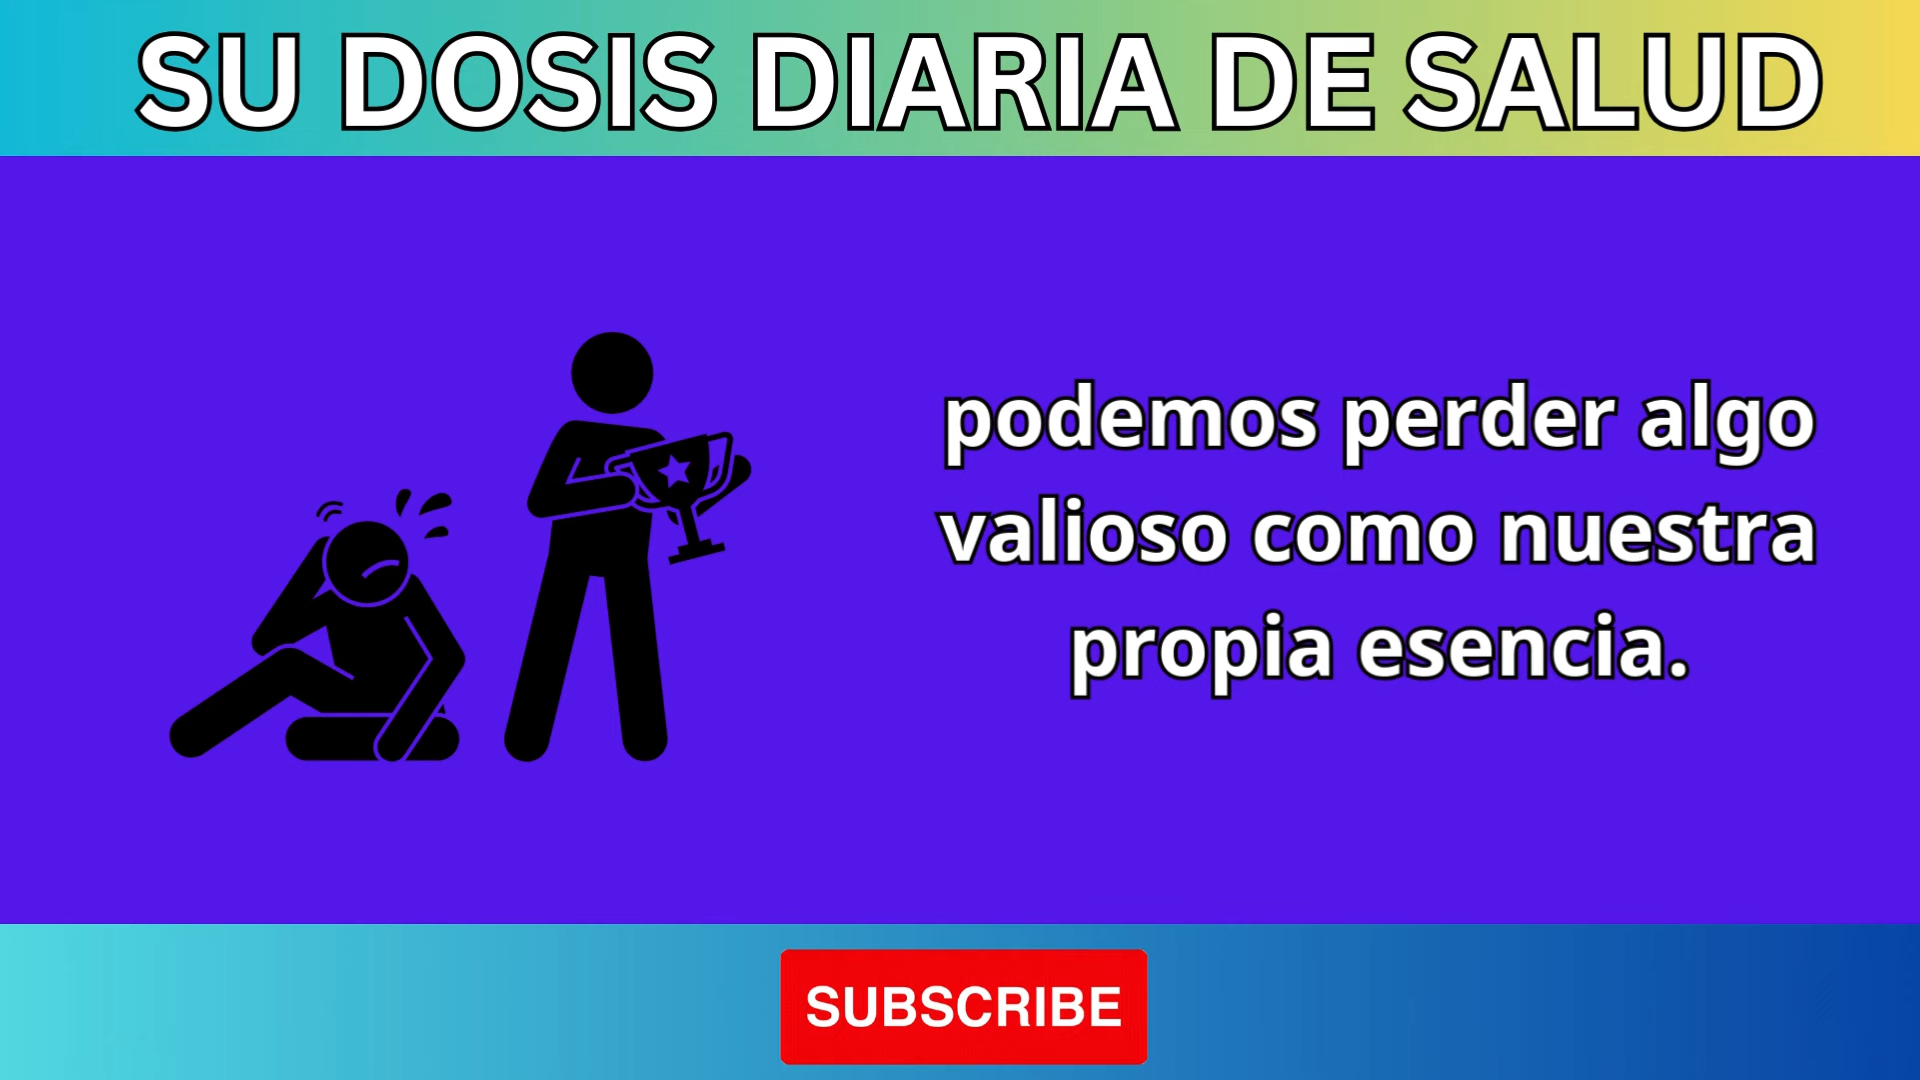 SU DOSIS DIARIA DE SALUD
podemos perder algo
valioso como nuestra
propia esencia.
SUBSCRIBE